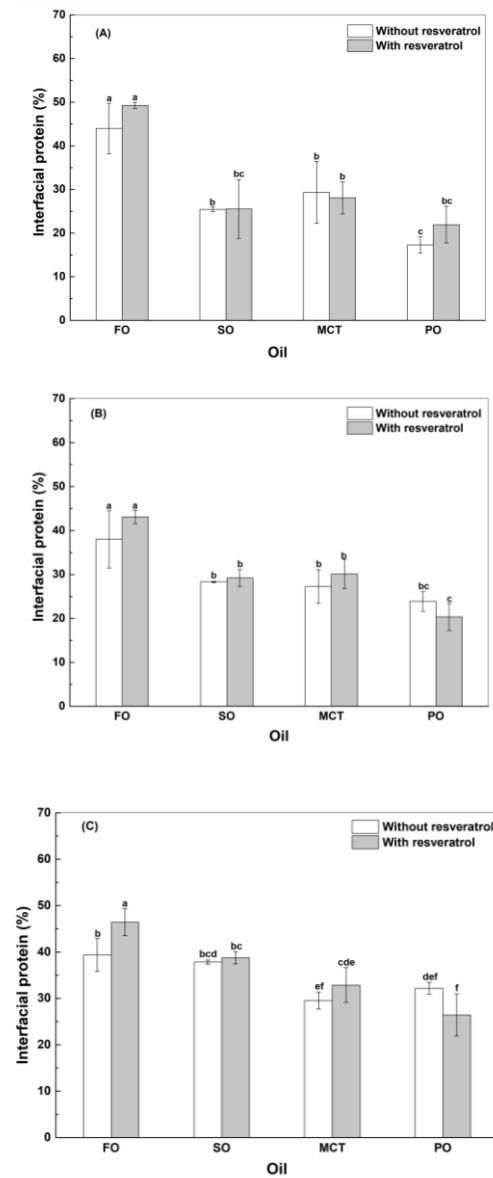 (A)
Without resveratrol
With resveratrol
Interfacial protein (%)
70
60
50
40
30
20
10
0
a a b bc b b c bc
FO SO MCT PO
Oil
(B)
Without resveratrol
With resveratrol
Interfacial protein (%)
70
60
50
40
30
20
10
0
a a b b b b bc c
FO SO MCT PO
Oil
(C)
Without resveratrol
With resveratrol
Interfacial protein (%)
70
60
50
40
30
20
10
0
b a bcd bc ef cde def f
FO SO MCT PO
Oil